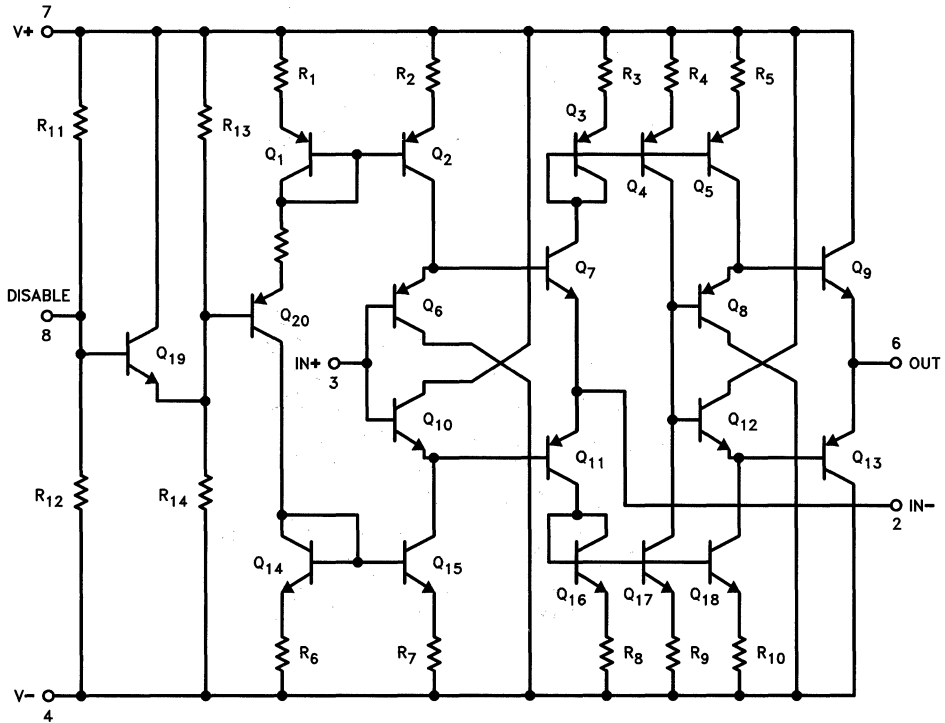 7
V+
R1 R2 R3 R4 R5
R11 R13
Q3
Q1 Q2 Q4 Q5
Q7 Q9
DISABLE
8
Q20 Q6 Q8
6
OUT
Q19
IN+
3
Q10 Q12
Q11 Q13
R12 R14
IN-
2
Q14 Q15
Q16 Q17 Q18
R6 R7 R8 R9 R10
V-
4